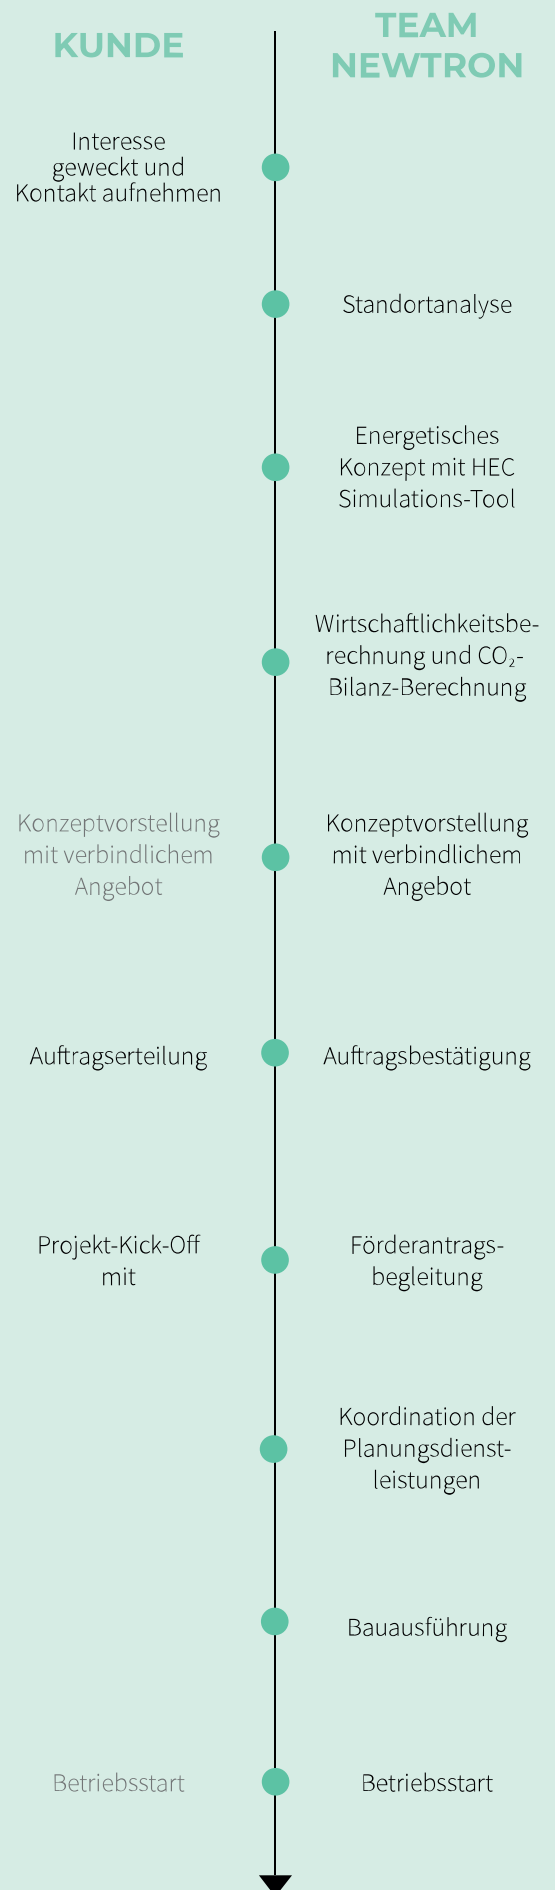 KUNDE
TEAM
NEWTRON
Interesse
geweckt und
Kontakt aufnehmen
Standortanalyse
Energetisches
Konzept mit HEC
Simulations-Tool
Wirtschaftlichkeitsbe-
rechnung und CO₂-
Bilanz-Berechnung
Konzeptvorstellung
mit verbindlichem
Angebot
Konzeptvorstellung
mit verbindlichem
Angebot
Auftragserteilung
Auftragsbestätigung
Projekt-Kick-Off
mit
Förderantrags-
begleitung
Koordination der
Planungsdienst-
leistungen
Bauausführung
Betriebsstart
Betriebsstart